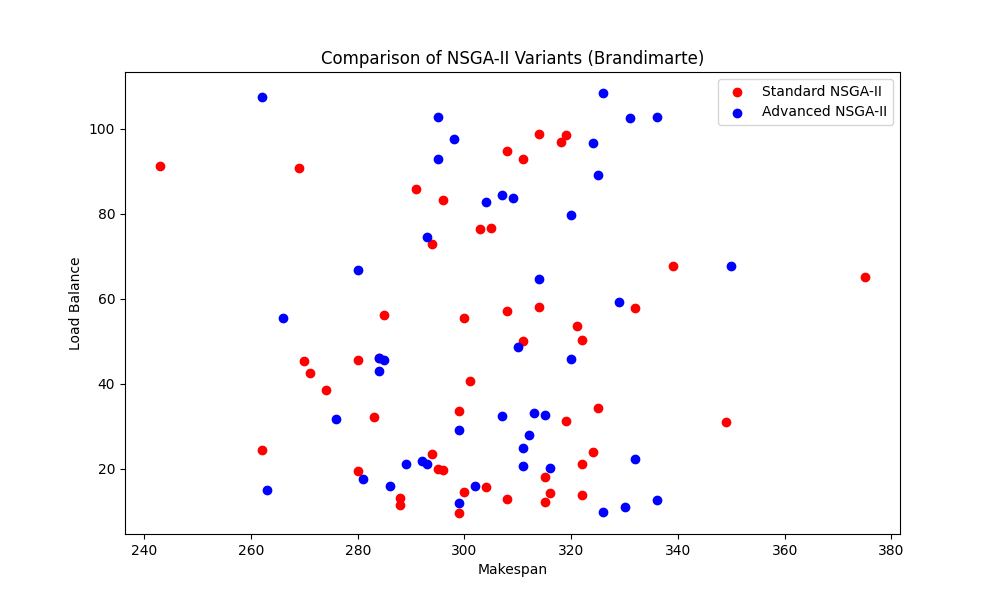 Comparison of NSGA-II Variants (Brandimarte)
Standard NSGA-II
Advanced NSGA-II
Load Balance
100
80
60
40
20
240 260 280 300 320 340 360 380
Makespan